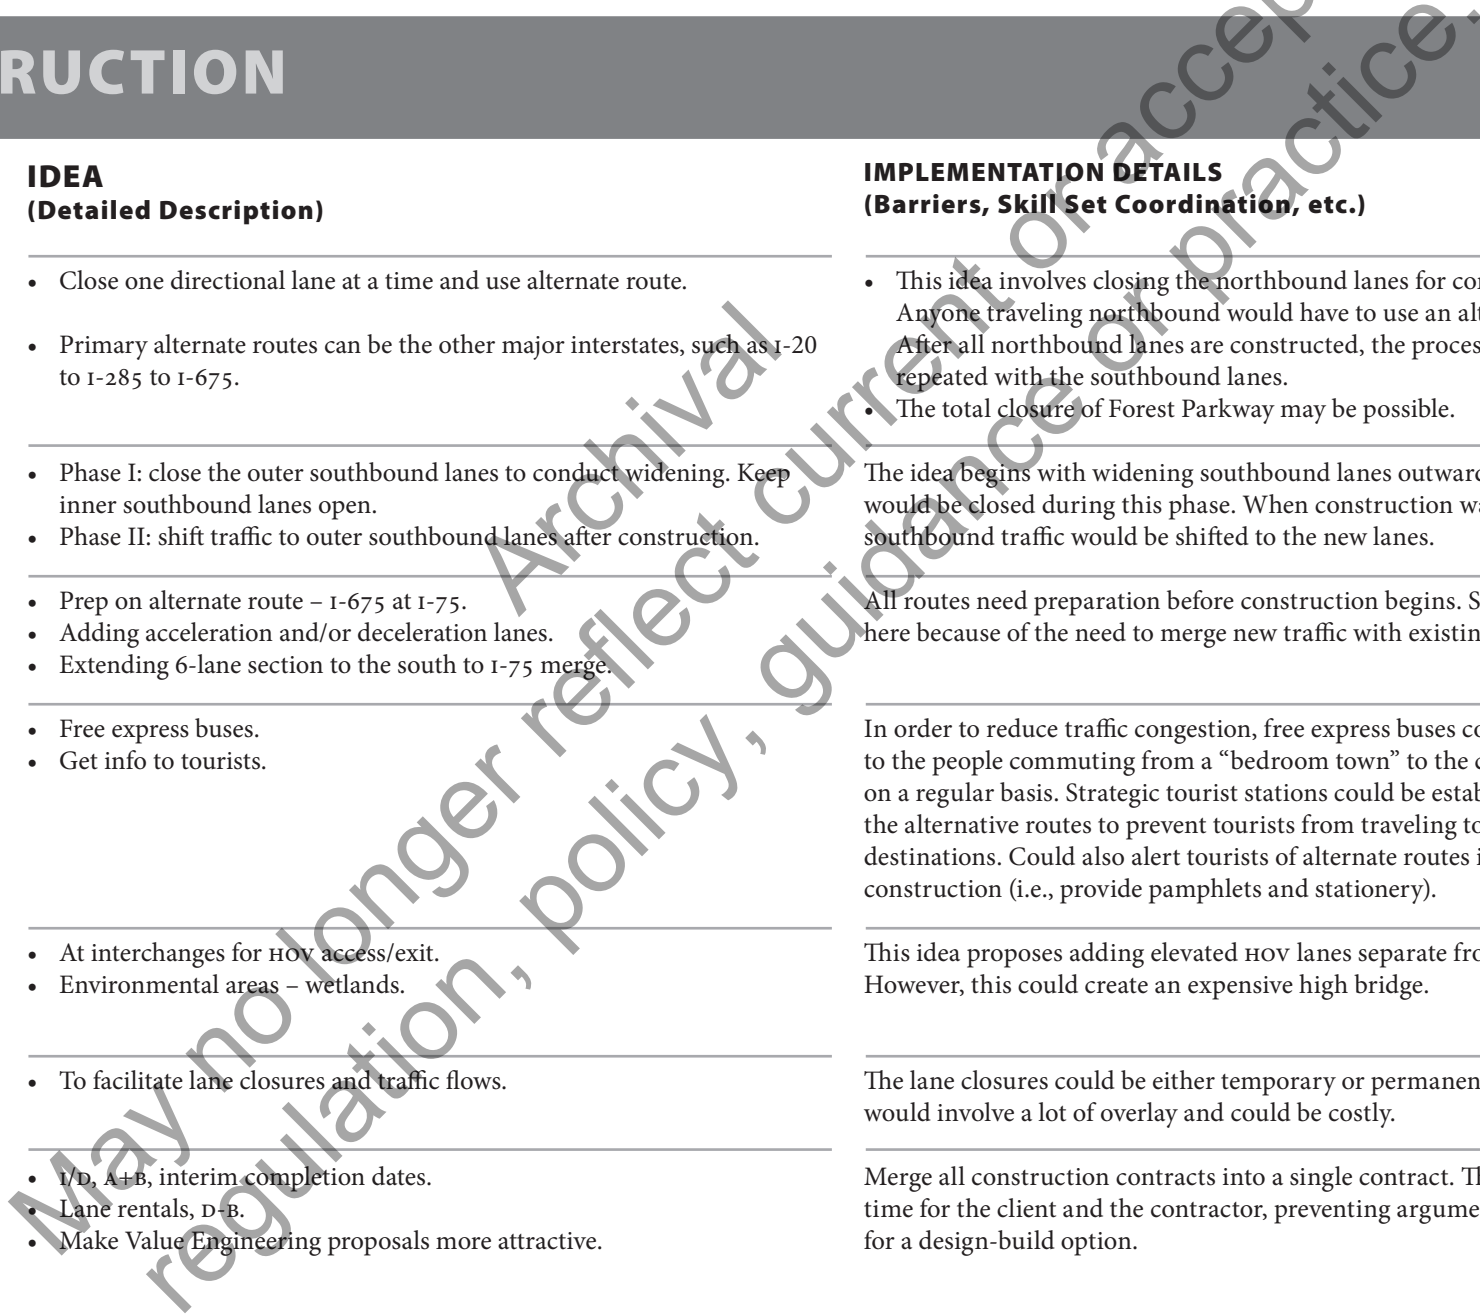 RUCTION
IDEA
(Detailed Description)
• Close one directional lane at a time and use alternate route.
• Primary alternate routes can be the other major interstates, such as I-20
to I-285 to I-675.
• Phase I: close the outer southbound lanes to conduct widening. Keep
inner southbound lanes open.
• Phase II: shift traffic to outer southbound lanes after construction.
• Prep on alternate route – I-675 at I-75.
• Adding acceleration and/or deceleration lanes.
• Extending 6-lane section to the south to I-75 merge.
• Free express buses.
• Get info to tourists.
• At interchanges for HOV access/exit.
• Environmental areas – wetlands.
• To facilitate lane closures and traffic flows.
• I/D, A+B, interim completion dates.
• Lane rentals, D-B.
• Make Value Engineering proposals more attractive.
IMPLEMENTATION DETAILS
(Barriers, Skill Set Coordination, etc.)
• This idea involves closing the northbound lanes for con
Anyone traveling northbound would have to use an alt
After all northbound lanes are constructed, the proces
repeated with the southbound lanes.
• The total closure of Forest Parkway may be possible.
The idea begins with widening southbound lanes outward
would be closed during this phase. When construction wa
southbound traffic would be shifted to the new lanes.
All routes need preparation before construction begins. S
here because of the need to merge new traffic with existin
In order to reduce traffic congestion, free express buses co
to the people commuting from a “bedroom town” to the c
on a regular basis. Strategic tourist stations could be estab
the alternative routes to prevent tourists from traveling to
destinations. Could also alert tourists of alternate routes i
construction (i.e., provide pamphlets and stationery).
This idea proposes adding elevated HOV lanes separate fro
However, this could create an expensive high bridge.
The lane closures could be either temporary or permanen
would involve a lot of overlay and could be costly.
Merge all construction contracts into a single contract. Th
time for the client and the contractor, preventing argume
for a design-build option.
Archival
May no longer reflect current or accep
regulation, policy, guidance or practice.